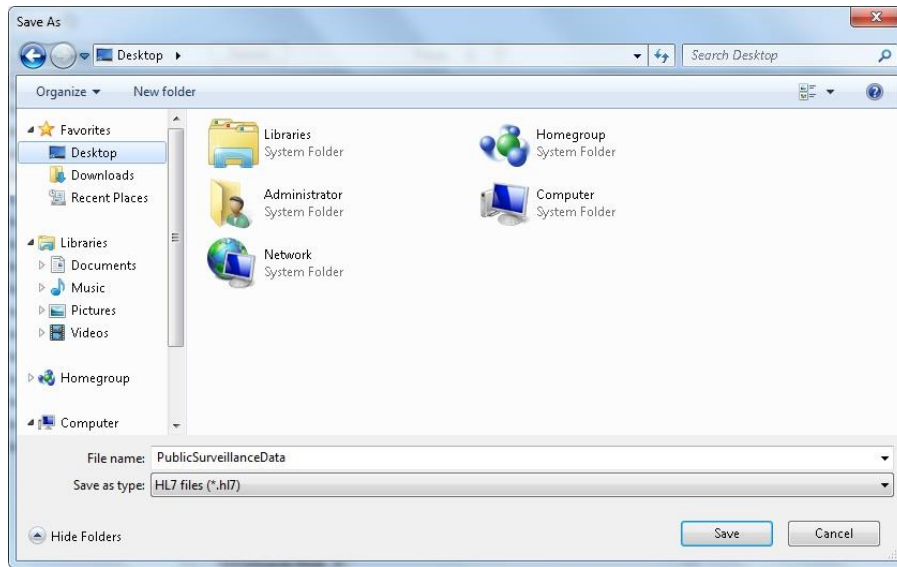 Save As
Desktop
Search Desktop
Organize
New folder
Favorites
Desktop
Downloads
Recent Places
Libraries
Documents
Music
Pictures
Videos
Homegroup
Computer
Libraries
System Folder
Homegroup
System Folder
Administrator
System Folder
Computer
System Folder
Network
System Folder
File name: PublicSurveillanceData
Save as type: HL7 files (*.hl7)
Hide Folders
Save
Cancel